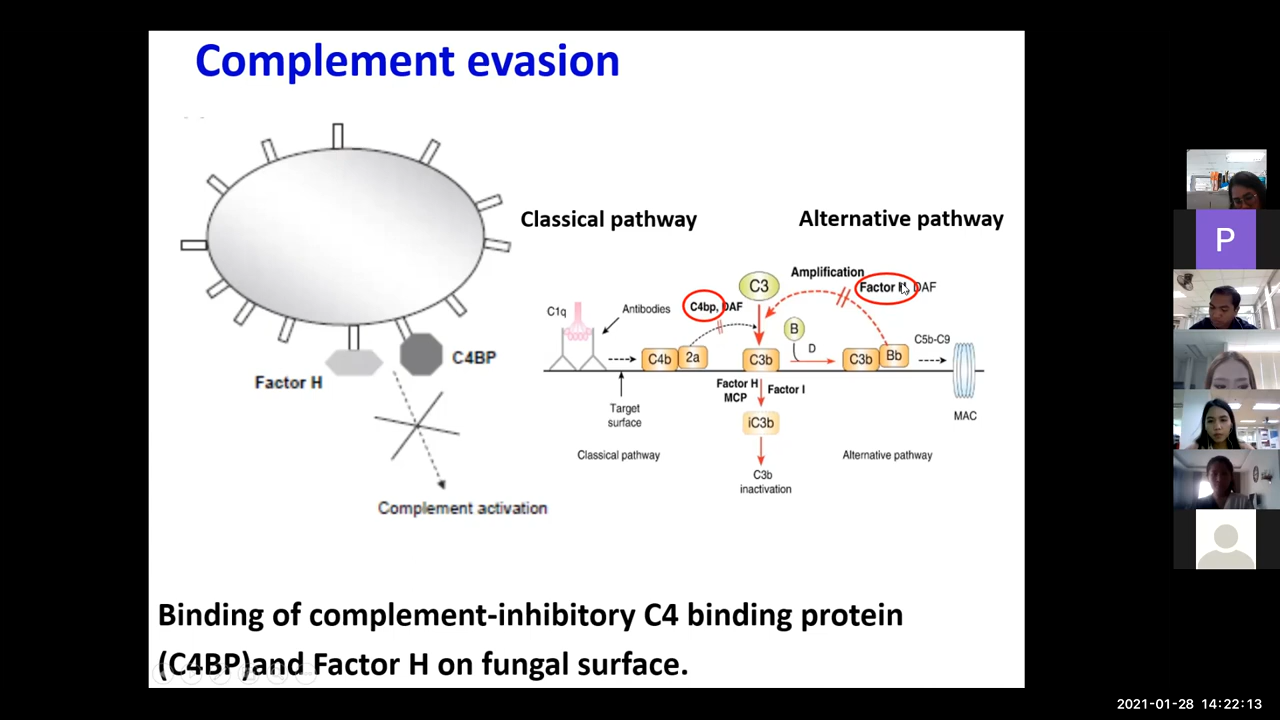 Complement evasion
Classical pathway
Alternative pathway
Amplification
C3
Factor H, DAF
C1q
Antibodies
C4bp, DAF
B
D
C5b-C9
C4b
2a
C3b
C3b
Bb
Factor H
MCP
Factor I
Target
surface
MAC
iC3b
Classical pathway
Alternative pathway
C3b
inactivation
Factor H
C4BP
Complement activation
Binding of complement-inhibitory C4 binding protein
(C4BP)and Factor H on fungal surface.
P
2021-01-28 14:22:13